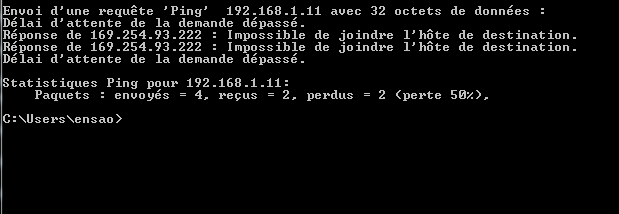 Envoi d'une requête 'Ping'  192.168.1.11 avec 32 octets de données :
Délai d'attente de la demande dépassé.
Réponse de 169.254.93.222 : Impossible de joindre l'hôte de destination.
Réponse de 169.254.93.222 : Impossible de joindre l'hôte de destination.
Délai d'attente de la demande dépassé.
Statistiques Ping pour 192.168.1.11:
    Paquets : envoyés = 4, reçus = 2, perdus = 2 (perte 50%),
C:\Users\ensao>